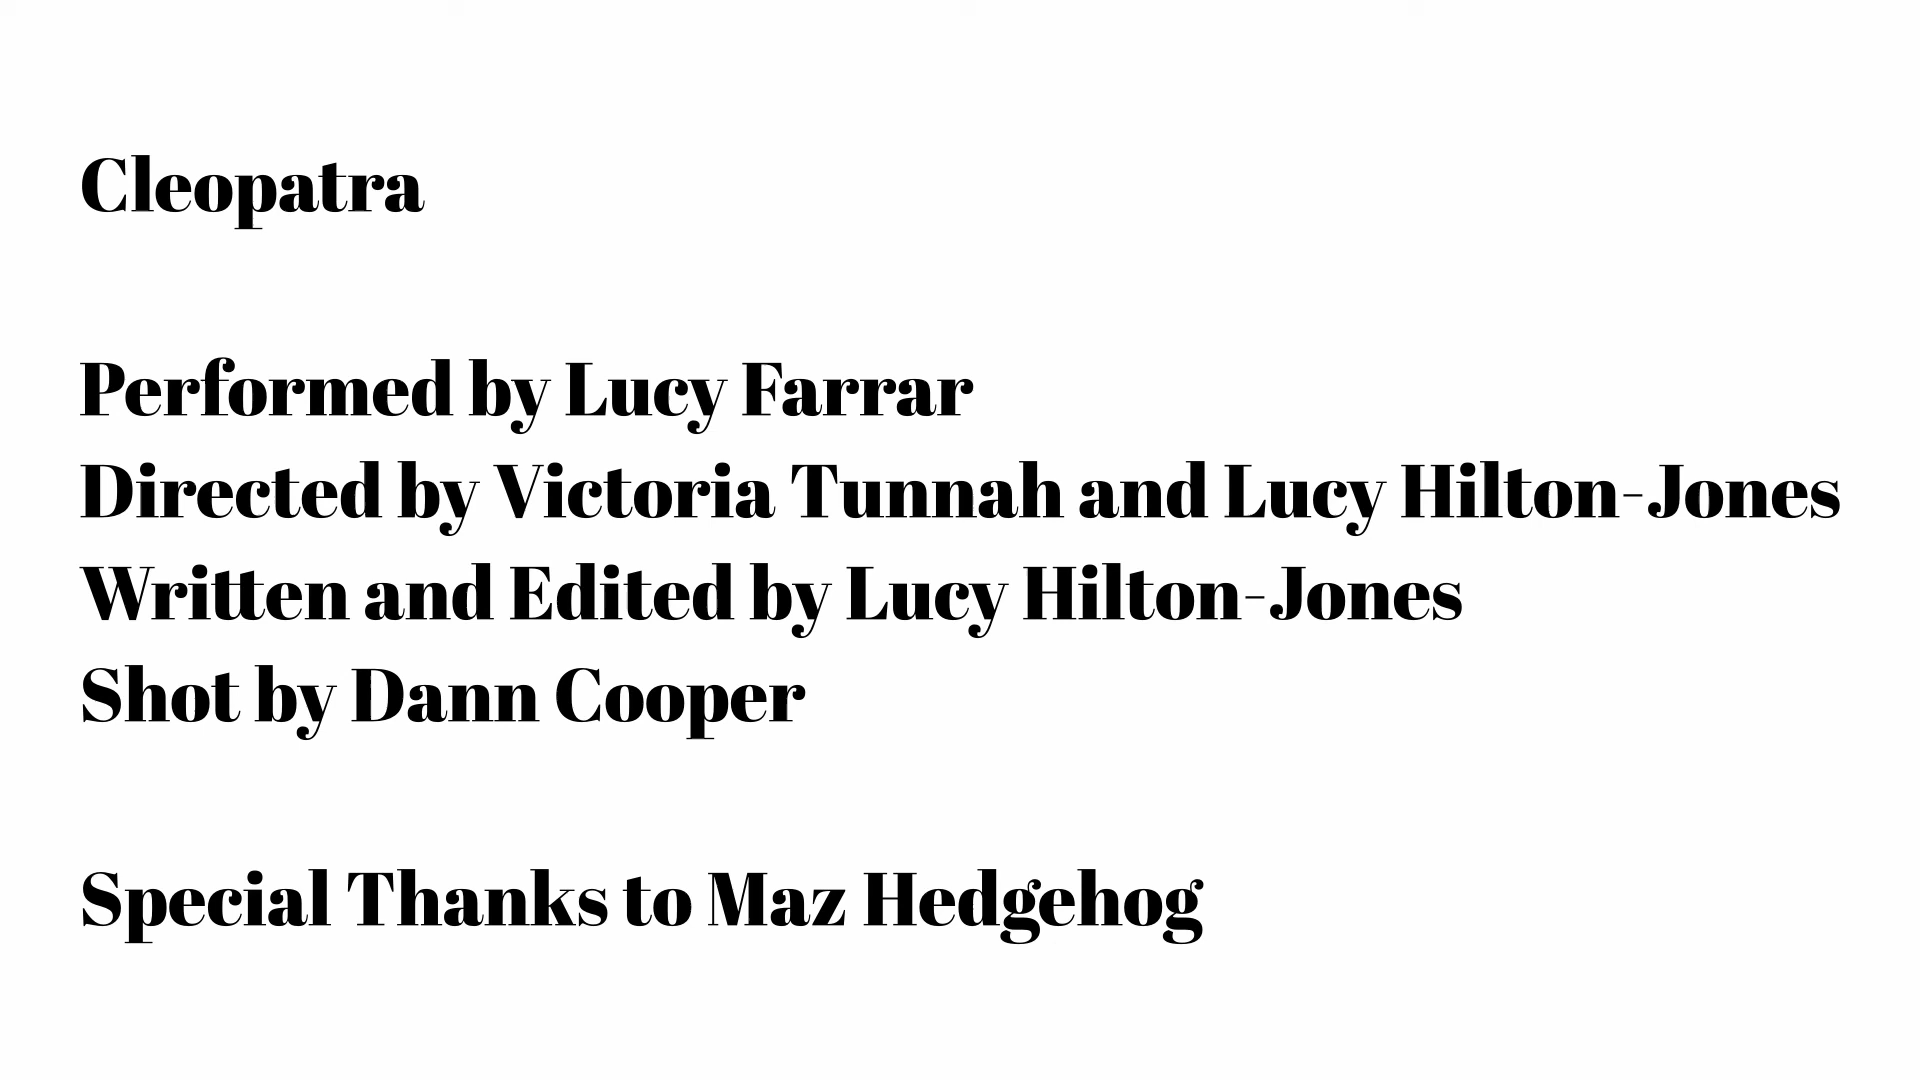 Cleopatra
Performed by Lucy Farrar
Directed by Victoria Tunnah and Lucy Hilton-Jones
Written and Edited by Lucy Hilton-Jones
Shot by Dann Cooper
Special Thanks to Maz Hedgehog